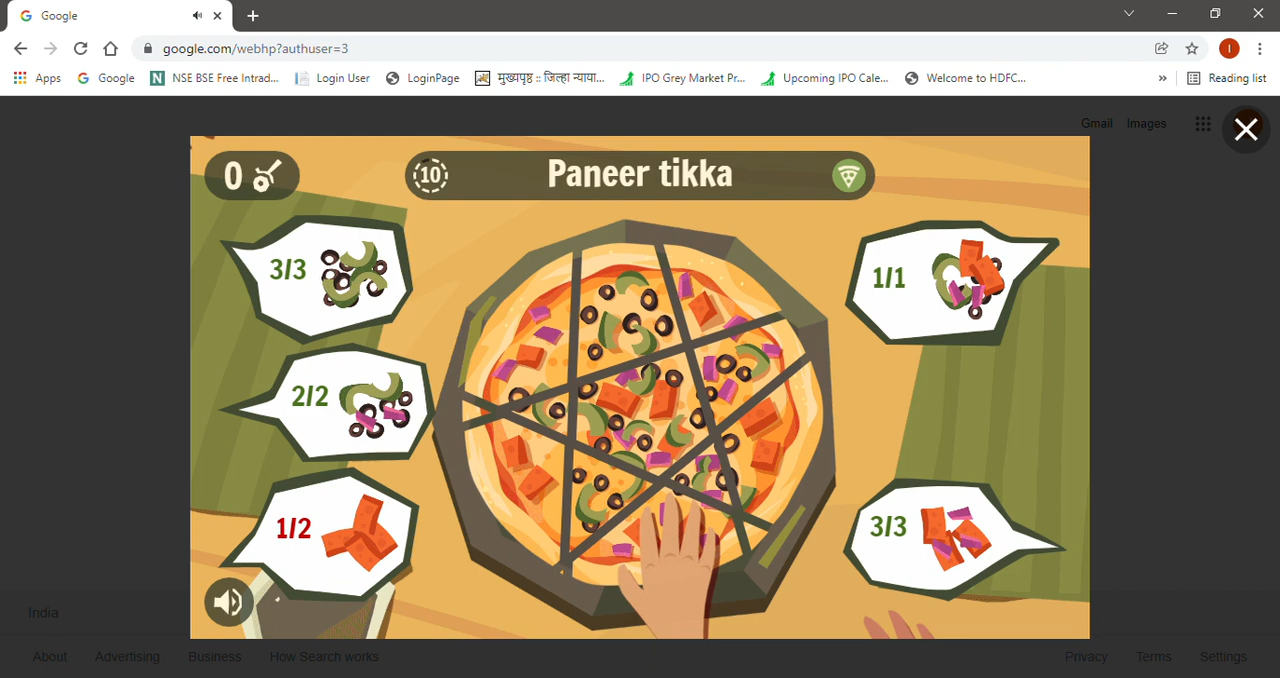 Google
google.com/webhp?authuser=3
Apps Google NSE BSE Free Intrad... Login User LoginPage मुख्यपृष्ठ :: जिल्हा न्याया... IPO Grey Market Pr... Upcoming IPO Cale... Welcome to HDFC... » Reading list
Gmail Images
0 10 Paneer tikka
3/3 1/1
2/2
1/2 3/3
India
About Advertising Business How Search works Privacy Terms Settings